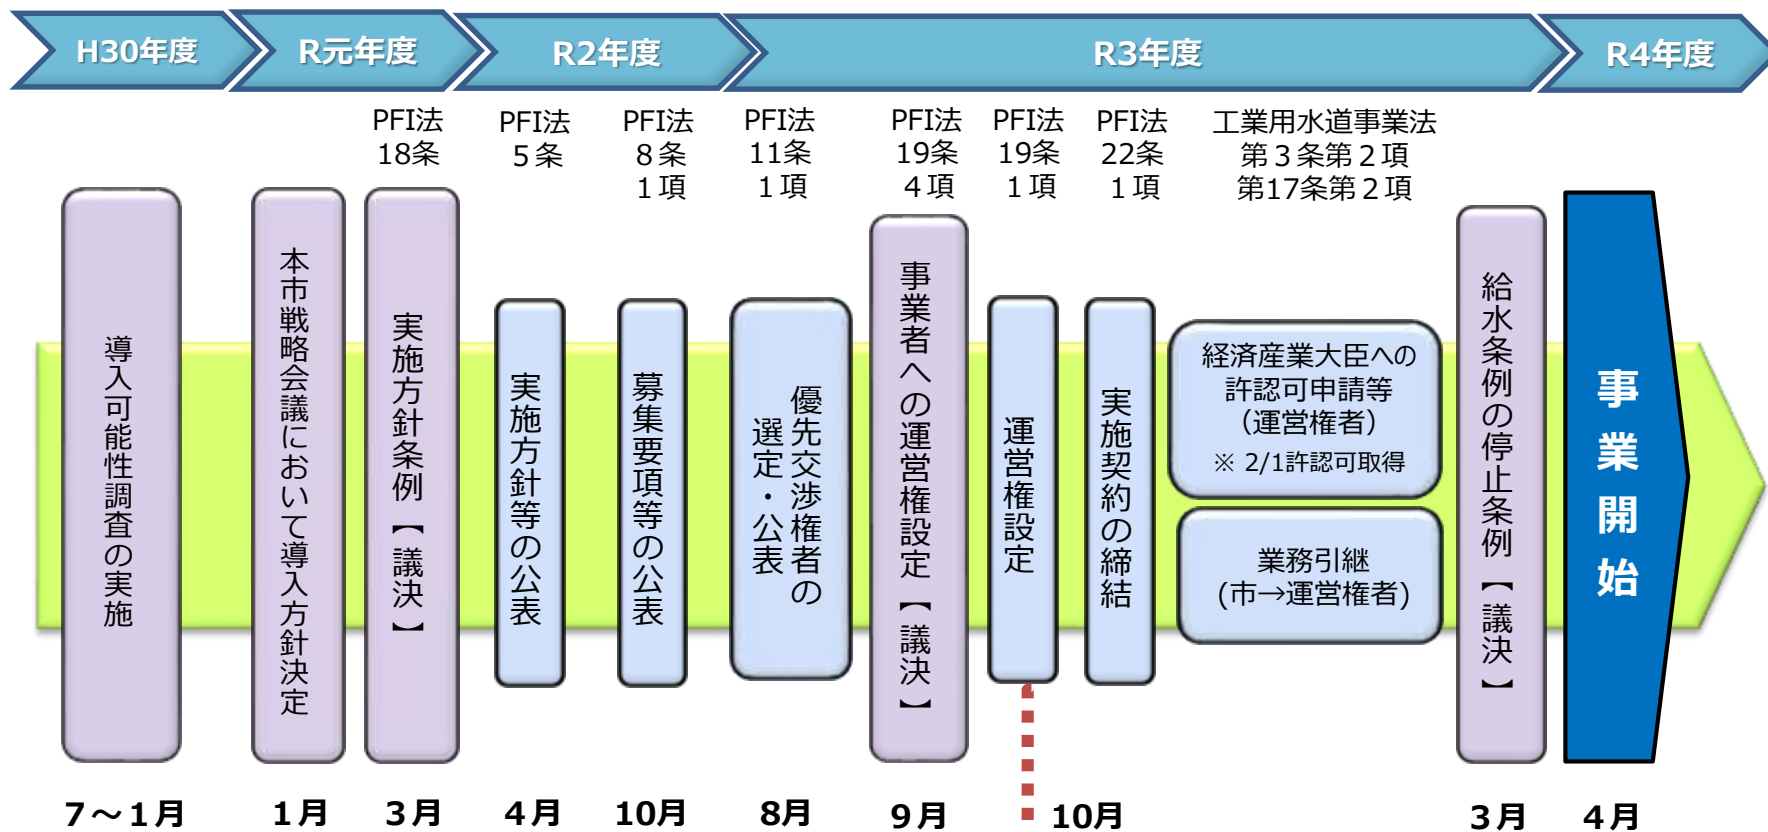 H30年度
R元年度
R2年度
R3年度
R4年度
PFI法
18条
PFI法
５条
PFI法
８条
１項
PFI法
11条
１項
PFI法
19条
４項
PFI法
19条
１項
PFI法
22条
１項
工業用水道事業法
第３条第２項
第17条第２項
導入可能性調査の実施
本市戦略会議において導入方針決定
実施方針条例【議決】
実施方針等の公表
募集要項等の公表
優先交渉権者の
選定・公表
事業者への運営権設定【議決】
運営権設定
実施契約の締結
経済産業大臣への
許認可申請等
（運営権者）
※ 2/1許認可取得
業務引継
(市→運営権者)
給水条例の停止条例【議決】
事業開始
７～１月
１月
３月
４月
10月
８月
９月
10月
３月
４月